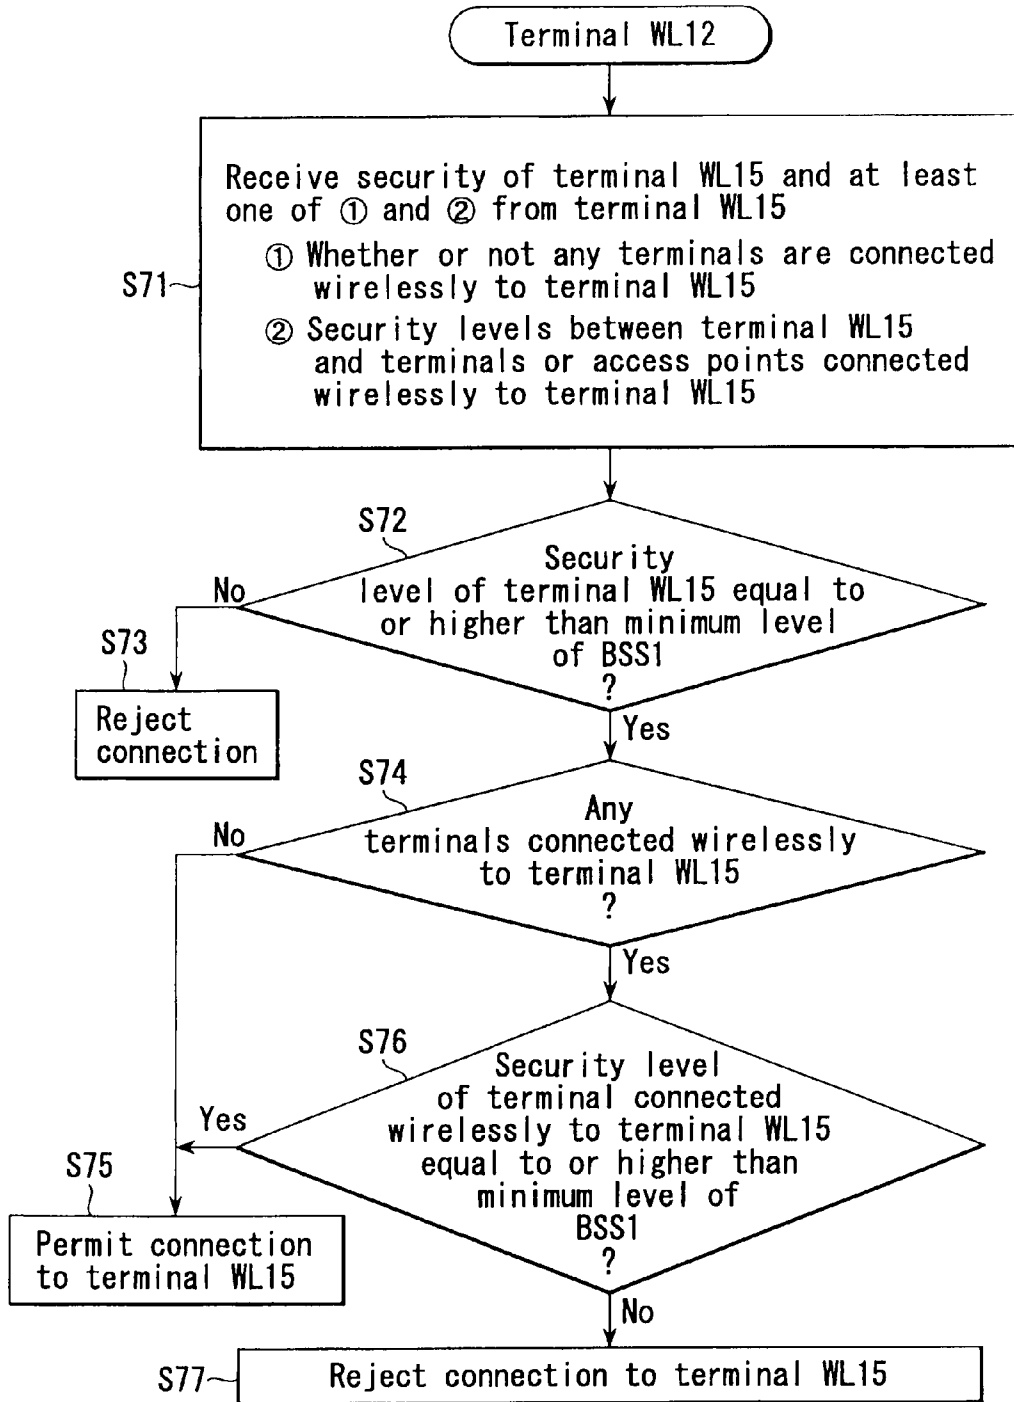 Terminal WL12
Receive security of terminal WL15 and at least
one of ① and ② from terminal WL15
① Whether or not any terminals are connected
wirelessly to terminal WL15
② Security levels between terminal WL15
and terminals or access points connected
wirelessly to terminal WL15
S71
S72
Security
level of terminal WL15 equal to
or higher than minimum level
of BSS1
?
No
Yes
S73
Reject
connection
S74
Any
terminals connected wirelessly
to terminal WL15
?
No
Yes
S76
Security level
of terminal connected
wirelessly to terminal WL15
equal to or higher than
minimum level of
BSS1
?
Yes
No
S75
Permit connection
to terminal WL15
S77
Reject connection to terminal WL15